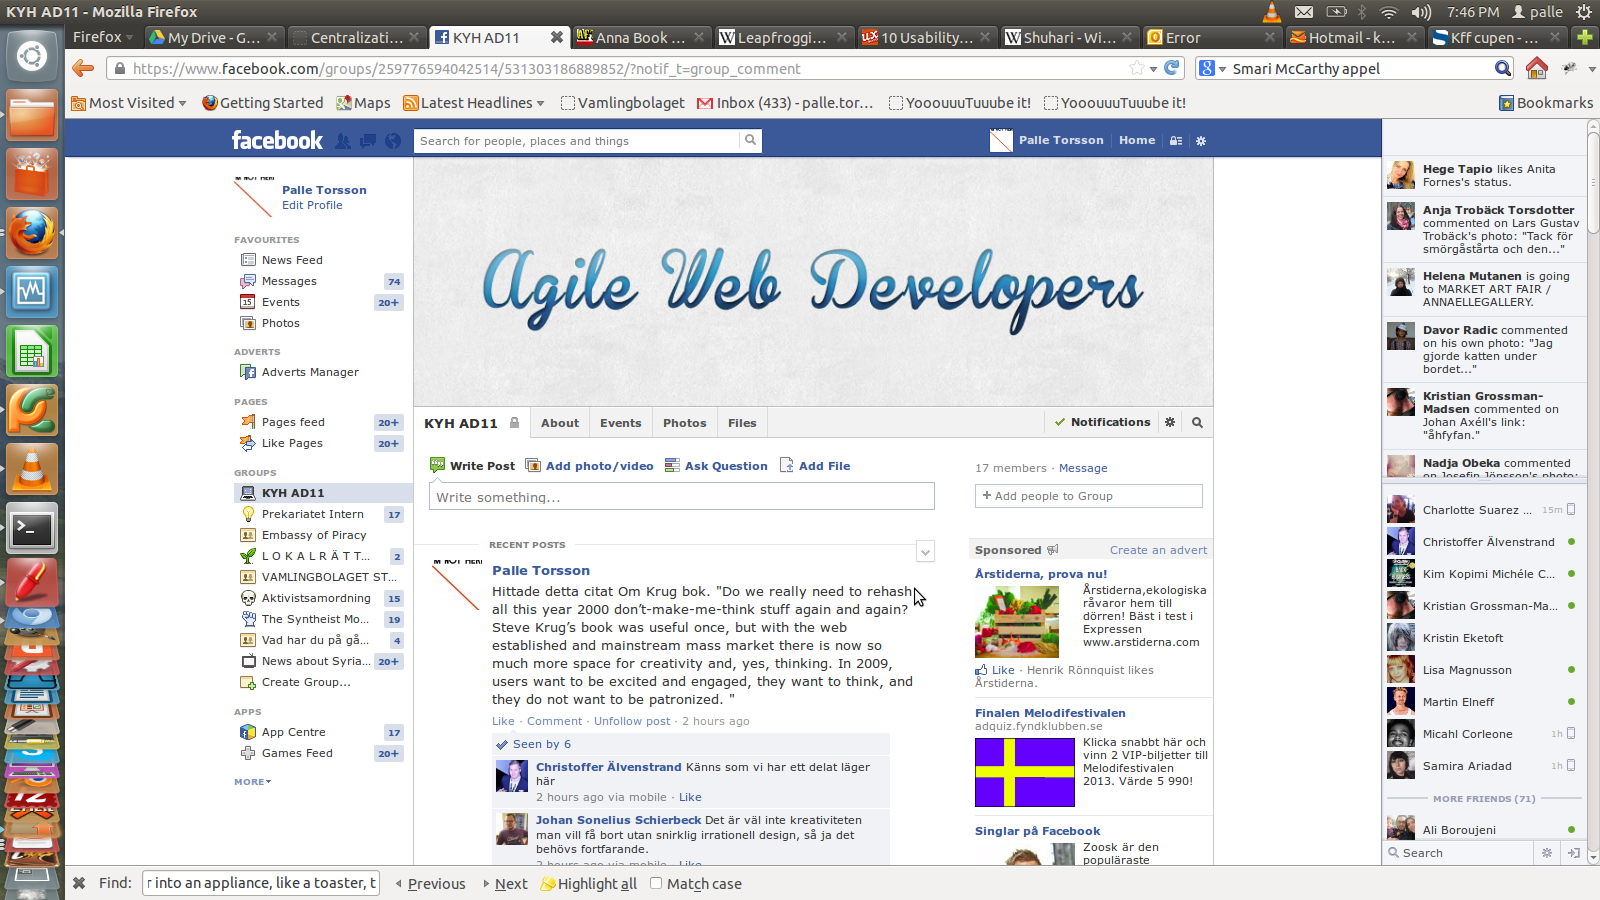 KYH AD11 - Mozilla Firefox
7:46 PM palle
Firefox My Drive - G... Centralizati... KYH AD11 Anna Book ... Leapfroggi... 10 Usability... Shuhari - Wi... Error Hotmail - k... Kff cupen - ...
https://www.facebook.com/groups/259776594042514/531303186889852/?notif_t=group_comment
Smari McCarthy appel
Most Visited Getting Started Maps Latest Headlines Vamlingbolaget Inbox (433) - palle.tor... YooouuuTuuube it! YooouuuTuuube it! Bookmarks
facebook
Search for people, places and things
Palle Torsson Home
Palle Torsson
Edit Profile
FAVOURITES
News Feed
Messages 74
Events 20+
Photos
ADVERTS
Adverts Manager
PAGES
Pages feed 20+
Like Pages 20+
GROUPS
KYH AD11
Prekariatet Intern 17
Embassy of Piracy
L O K A L R Ä T T... 2
VAMLINGBOLAGET ST...
Aktivistsamordning 15
The Syntheist Mo... 19
Vad har du på gå... 4
News about Syria... 20+
Create Group...
APPS
App Centre 17
Games Feed 20+
MORE
Agile Web Developers
KYH AD11 About Events Photos Files Notifications
Write Post Add photo/video Ask Question Add File
Write something...
RECENT POSTS
Palle Torsson
Hittade detta citat Om Krug bok. "Do we really need to rehash
all this year 2000 don’t-make-me-think stuff again and again?
Steve Krug’s book was useful once, but with the web
established and mainstream mass market there is now so
much more space for creativity and, yes, thinking. In 2009,
users want to be excited and engaged, they want to think, and
they do not want to be patronized. "
Like · Comment · Unfollow post · 2 hours ago
Seen by 6
Christoffer Älvenstrand Känns som vi har ett delat läger
här
2 hours ago via mobile · Like
Johan Sonelius Schierbeck Det är väl inte kreativiteten
man vill få bort utan snirklig irrationell design, så ja det
behövs fortfarande.
2 hours ago via mobile · Like
17 members · Message
+ Add people to Group
Sponsored Create an advert
Årstiderna, prova nu!
Årstiderna,ekologiska
råvaror hem till
dörren! Bäst i test i
Expressen
www.arstiderna.com
Like · Henrik Rönnquist likes
Årstiderna.
Finalen Melodifestivalen
adquiz.fyndklubben.se
Klicka snabbt här och
vinn 2 VIP-biljetter till
Melodifestivalen
2013. Värde 5 990!
Singlar på Facebook
Zoosk är den
populäraste
Hege Tapio likes Anita
Fornes's status.
Anja Trobäck Torsdotter
commented on Lars Gustav
Trobäck's photo: "Tack för
smörgåstårta och den..."
Helena Mutanen is going
to MARKET ART FAIR /
ANNAELLEGALLERY.
Davor Radic commented
on his own photo: "Jag
gjorde katten under
bordet..."
Kristian Grossman-
Madsen commented on
Johan Axéll's link:
"åhfyfan."
Nadja Obeka commented
on Josefin Jönsson's photo:
Charlotte Suarez ... 15m
Christoffer Älvenstrand
Kim Kopimi Michéle C...
Kristian Grossman-Ma...
Kristin Eketoft
Lisa Magnusson
Martin Elneff
Micahl Corleone 1h
Samira Ariadad 1h
MORE FRIENDS (71)
Ali Boroujeni
Search
Find: r into an appliance, like a toaster, t Previous Next Highlight all Match case